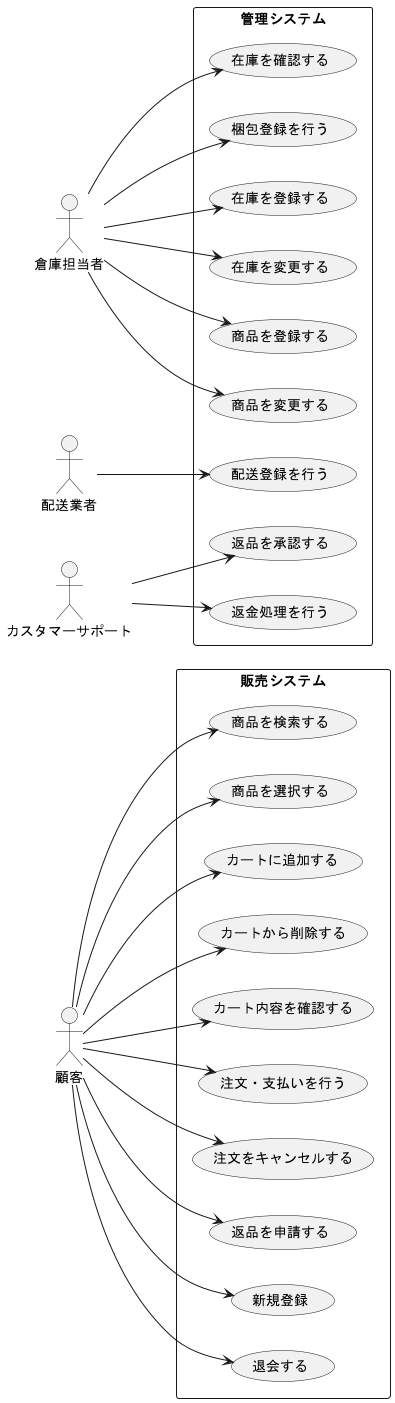 管理システム
在庫を確認する
梱包登録を行う
在庫を登録する
在庫を変更する
商品を登録する
商品を変更する
配送登録を行う
返品を承認する
返金処理を行う
倉庫担当者
配送業者
カスタマーサポート
販売システム
商品を検索する
商品を選択する
カートに追加する
カートから削除する
カート内容を確認する
注文・支払いを行う
注文をキャンセルする
返品を申請する
新規登録
退会する
顧客